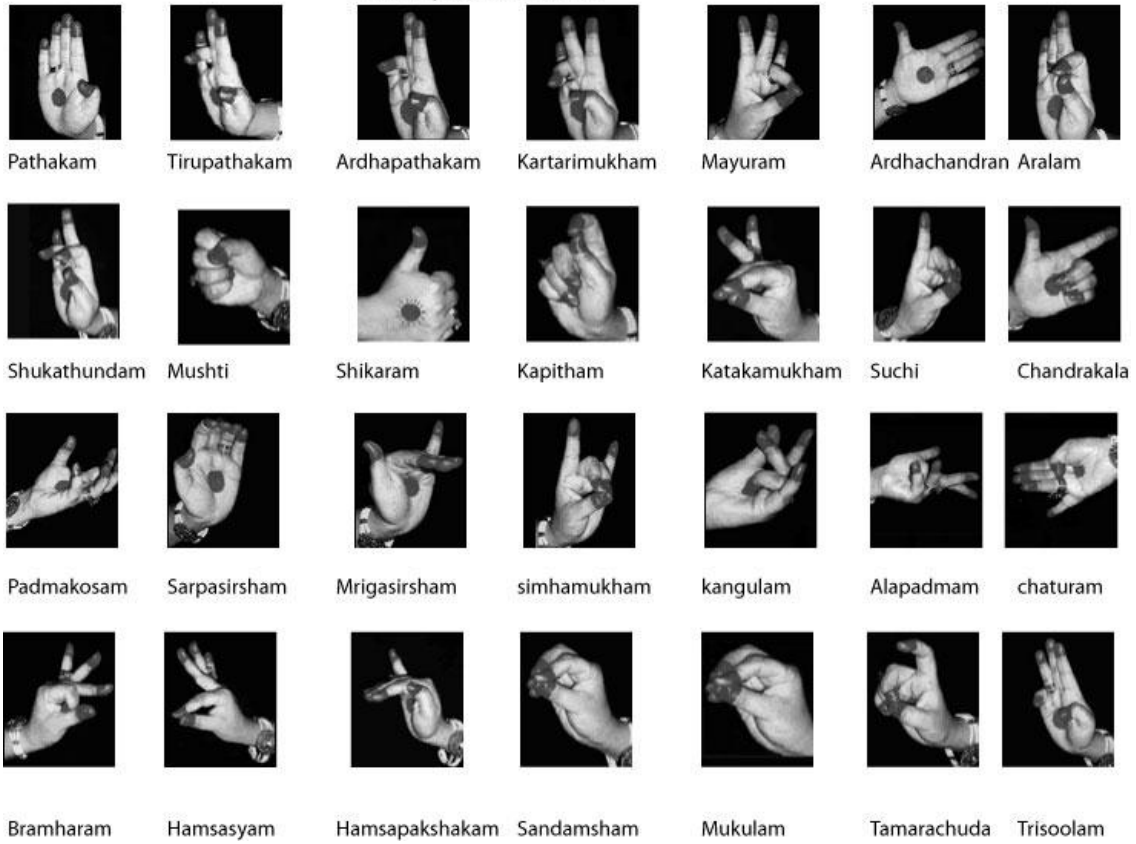 Pathakam Tirupathakam Ardhapathakam Kartarimukham Mayuram Ardhachandran Aralam
Shukathundam Mushti Shikaram Kapitham Katakamukham Suchi Chandrakala
Padmakosam Sarpasirsham Mrigasirsham simhamukham kangulam Alapadmam chaturam
Bramharam Hamsasyam Hamsapakshakam Sandamsham Mukulam Tamarachuda Trisoolam